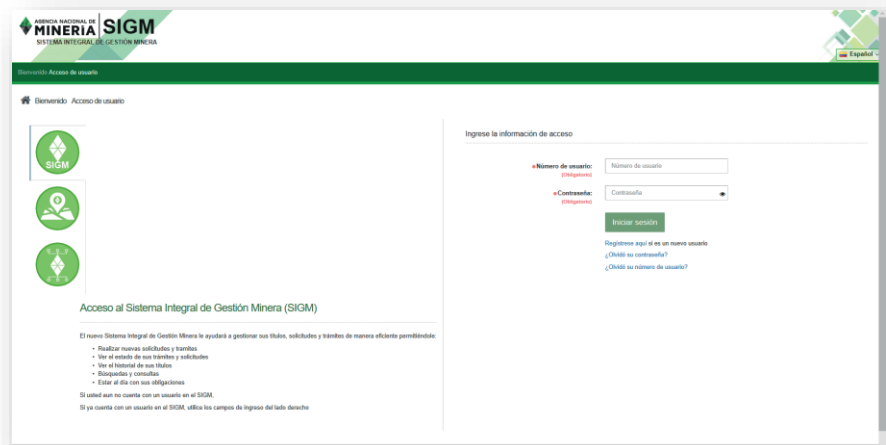 AGENCIA NACIONAL DE
MINERÍA SIGM
SISTEMA INTEGRAL DE GESTIÓN MINERA
Español
Bienvenido Acceso de usuario
Bienvenido Acceso de usuario
SIGM
Acceso al Sistema Integral de Gestión Minera (SIGM)
El nuevo Sistema Integral de Gestión Minera le ayudará a gestionar sus títulos, solicitudes y trámites de manera eficiente permitiéndole:
• Realizar nuevas solicitudes y tramites
• Ver el estado de sus trámites y solicitudes
• Ver el historial de sus títulos
• Búsquedas y consultas
• Estar al día con sus obligaciones
Si usted aun no cuenta con un usuario en el SIGM,
Si ya cuenta con un usuario en el SIGM, utilice los campos de ingreso del lado derecho
Ingrese la información de acceso
*Número de usuario: Número de usuario
(Obligatorio)
*Contraseña: Contraseña
(Obligatorio)
Iniciar sesión
Regístrese aquí si es un nuevo usuario
¿Olvidó su contraseña?
¿Olvidó su número de usuario?